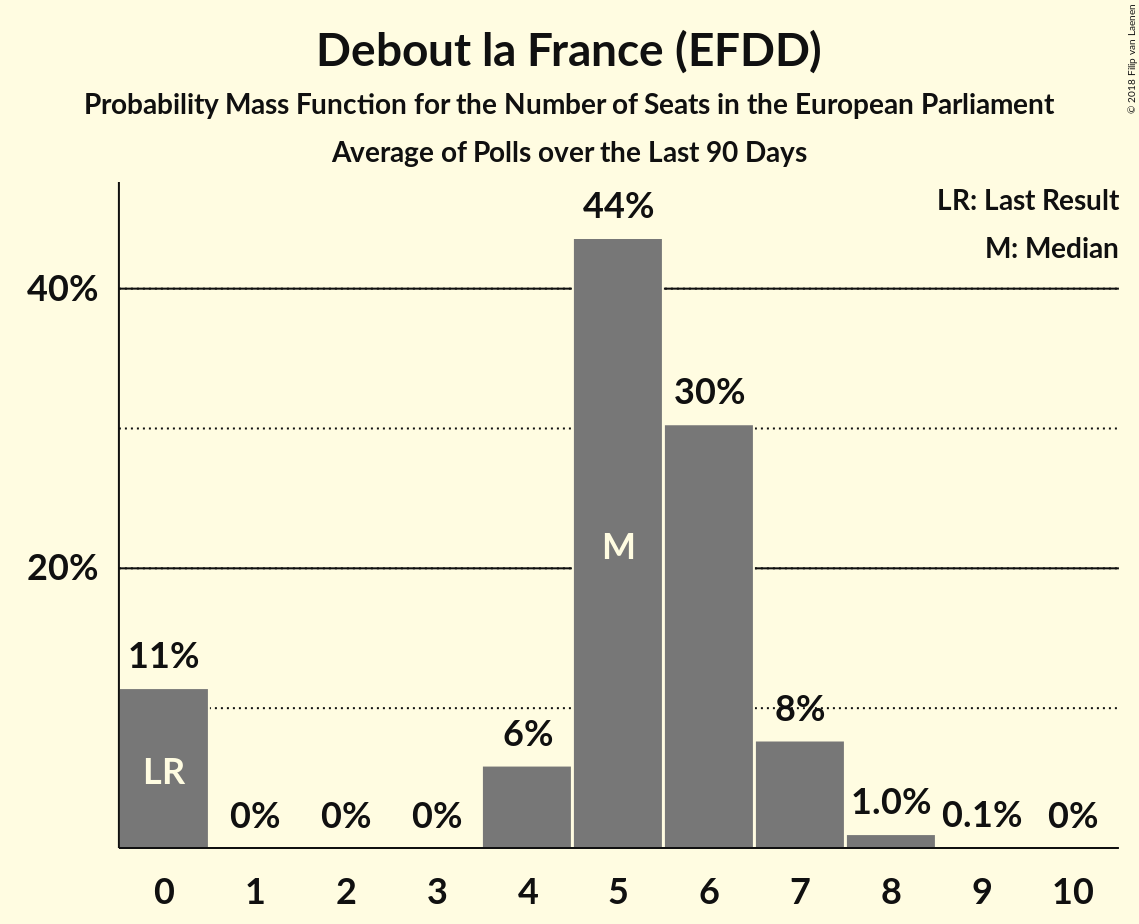 Debout la France (EFDD)
Probability Mass Function for the Number of Seats in the European Parliament
Average of Polls over the Last 90 Days
© 2018 Filip van Laenen
LR: Last Result
M: Median
40%
20%
11%
0%
0%
0%
6%
44%
30%
8%
1.0%
0.1%
0%
LR
M
0 1 2 3 4 5 6 7 8 9 10